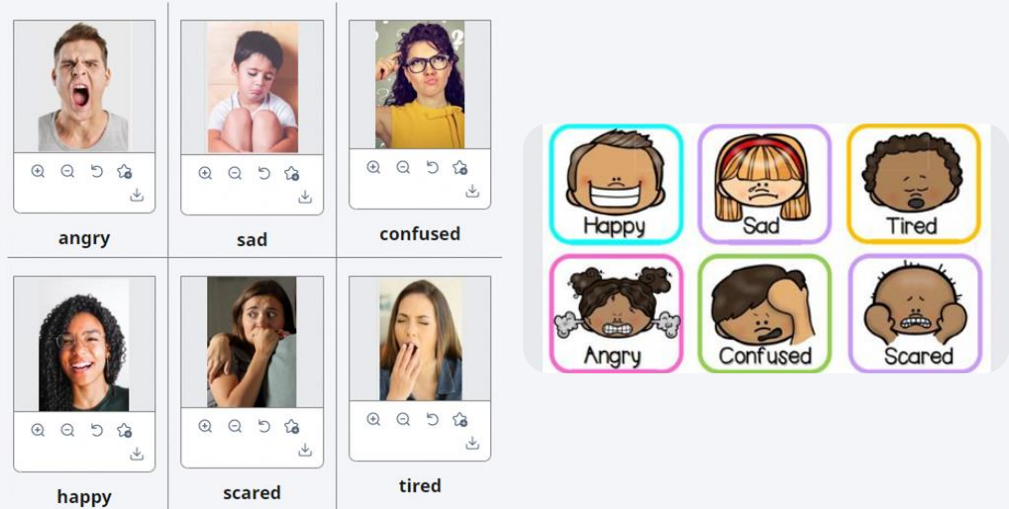 angry
sad
confused
happy
scared
tired
Happy
Sad
Tired
Angry
Confused
Scared